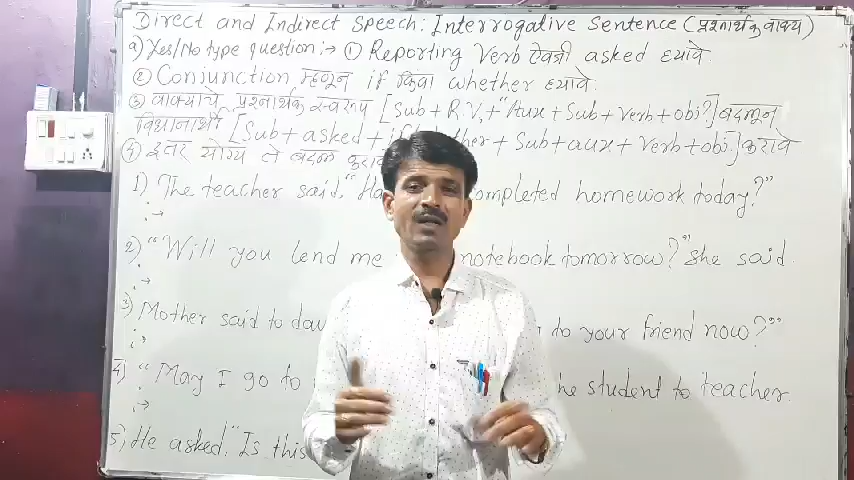 Direct and Indirect Speech: Interrogative Sentence (प्रश्नार्थक वाक्य)
a) Yes/No type question:→ ① Reporting Verb ऐवजी asked घ्यावे.
② Conjunction म्हणून if किंवा whether घ्यावे.
③ वाक्याचे प्रश्नार्थक स्वरूप [Sub + R.V.+ "Aux + Sub + Verb + obj?] बदलून
विधानार्थी [Sub + asked + if ther + Sub + aux + Verb + obj.] करावे
④ इतर योग्य ते बदल
1) The teacher said, "Ha completed homework today?"
:→
2) "Will you lend me notebook tomorrow?" She said.
:→
3) Mother said to dau to your friend now?"
:→
4) "May I go to he student to teacher.
:→
5) He asked, "Is this